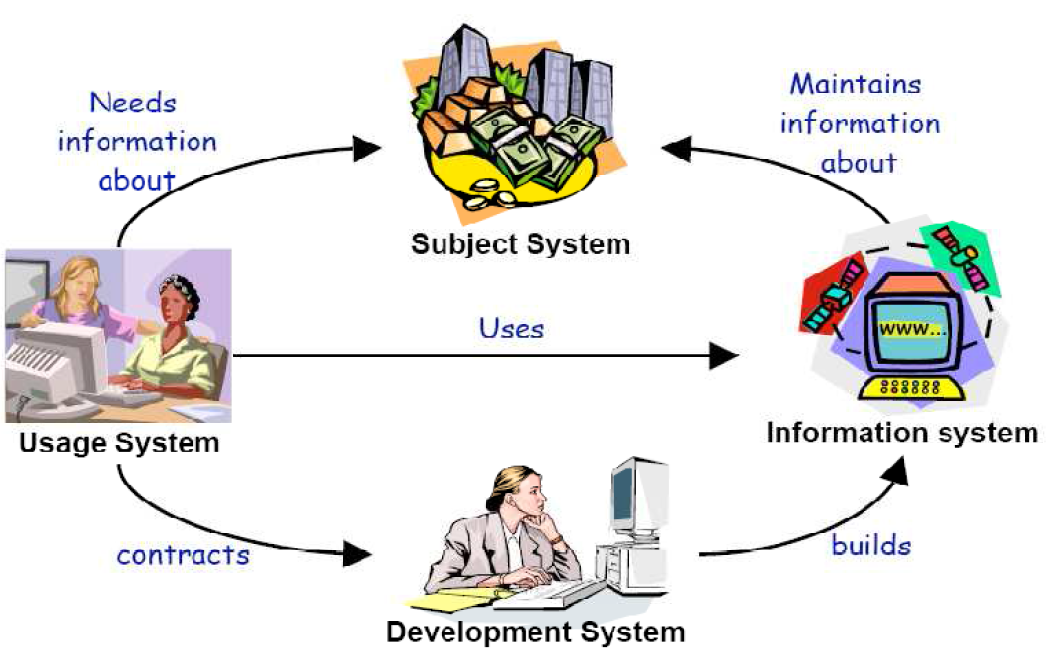 Needs
information
about
Maintains
information
about
Subject System
Uses
www...
Usage System
Information system
contracts
builds
Development System